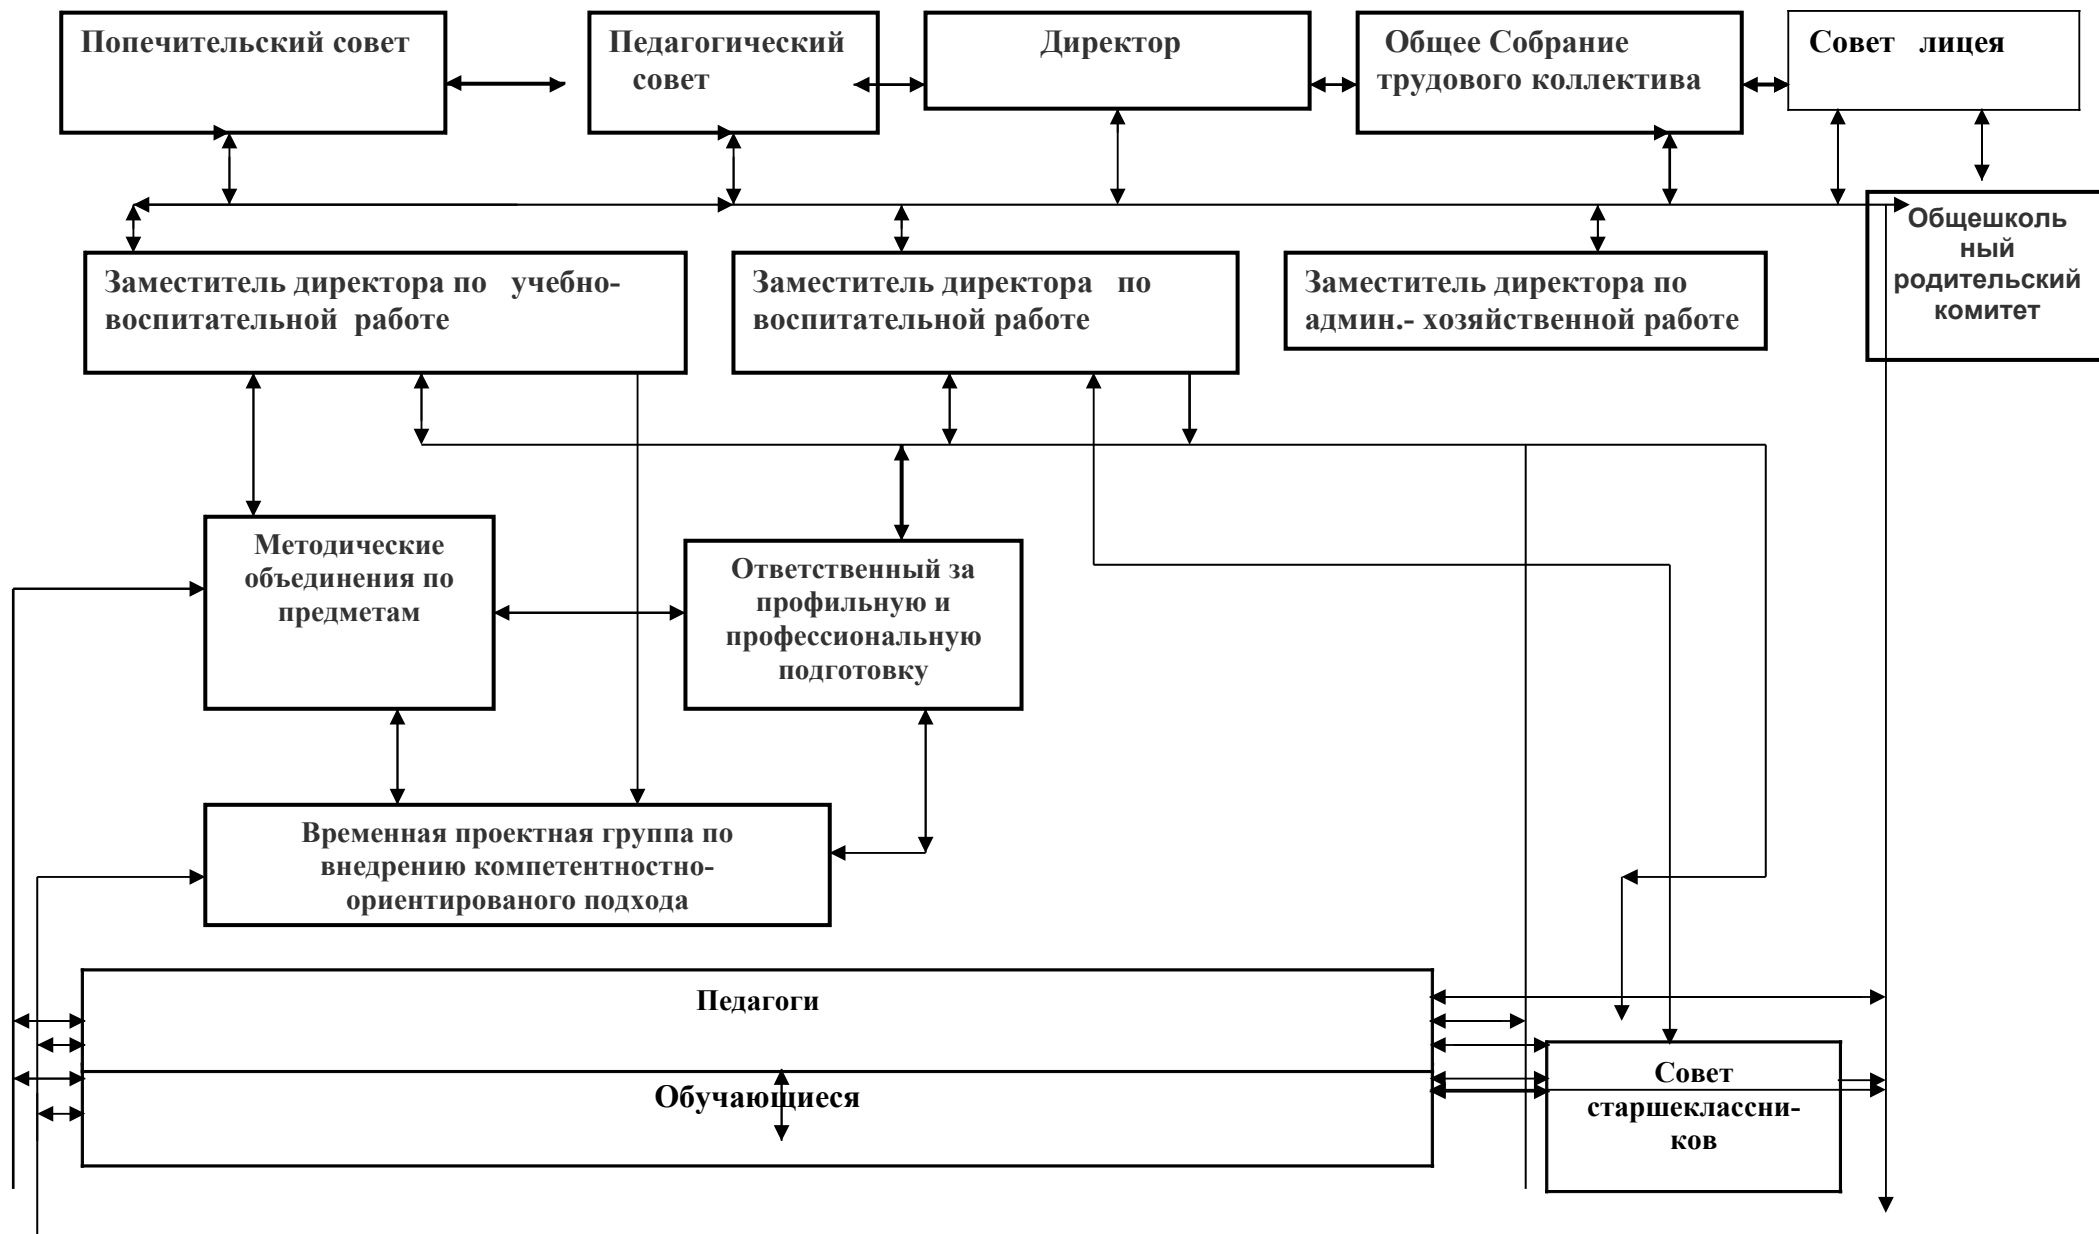 Попечительский совет
Педагогический
совет
Директор
Общее Собрание
трудового коллектива
Совет лицея
Общешколь
ный
родительский
комитет
Заместитель директора по учебно-
воспитательной работе
Заместитель директора по
воспитательной работе
Заместитель директора по
админ.- хозяйственной работе
Методические
объединения по
предметам
Ответственный за
профильную и
профессиональную
подготовку
Временная проектная группа по
внедрению компетентностно-
ориентированого подхода
Педагоги
Обучающиеся
Совет
старшеклассни-
ков